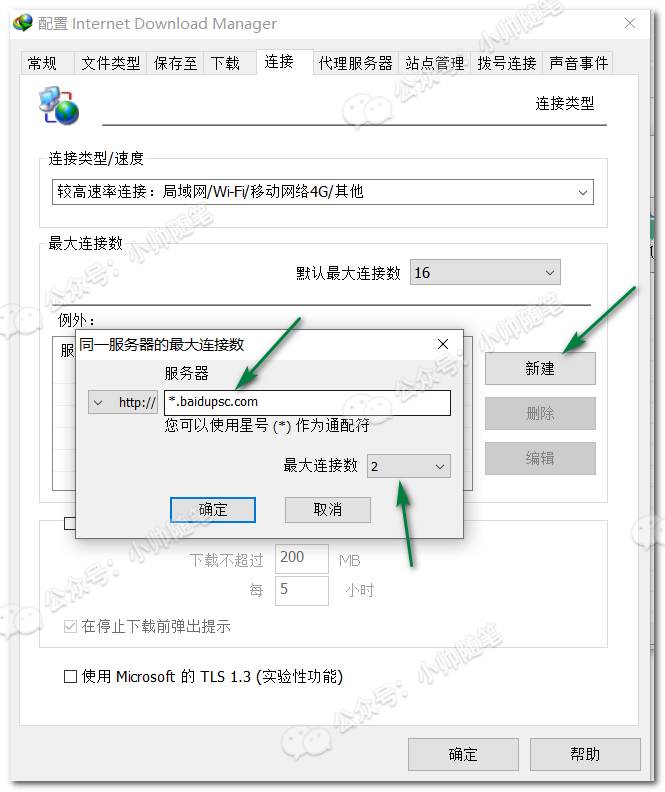 配置 Internet Download Manager
常规 文件类型 保存至 下载 连接 代理服务器 站点管理 拨号连接 声音事件
连接类型
连接类型/速度
较高速率连接：局域网/Wi-Fi/移动网络4G/其他
最大连接数
默认最大连接数 16
例外：
服
新建
删除
编辑
同一服务器的最大连接数
服务器
http:// *.baidupsc.com
您可以使用星号 (*) 作为通配符
最大连接数 2
确定 取消
下载不超过 200 MB
每 5 小时
在停止下载前弹出提示
使用 Microsoft 的 TLS 1.3 (实验性功能)
确定 帮助
公众号：小帅随笔
公众号：小帅随笔
公众号：小帅随笔
公众号：小帅随笔
公众号：小帅随笔